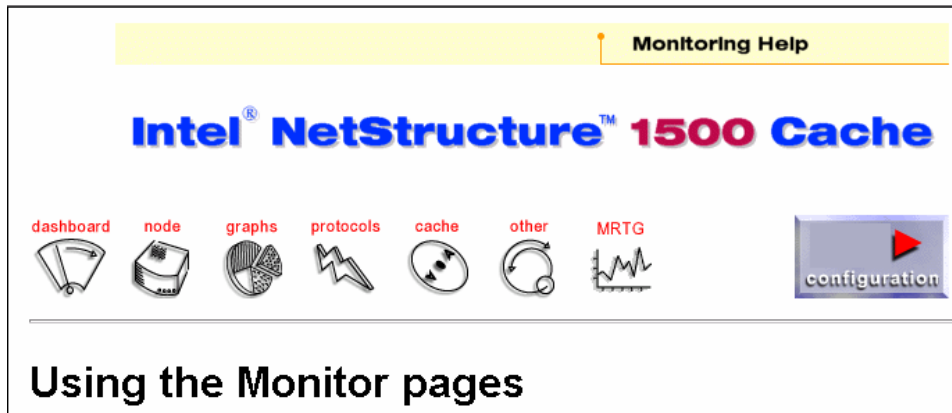 Monitoring Help
Intel® NetStructure™ 1500 Cache
dashboard node graphs protocols cache other MRTG
configuration
Using the Monitor pages